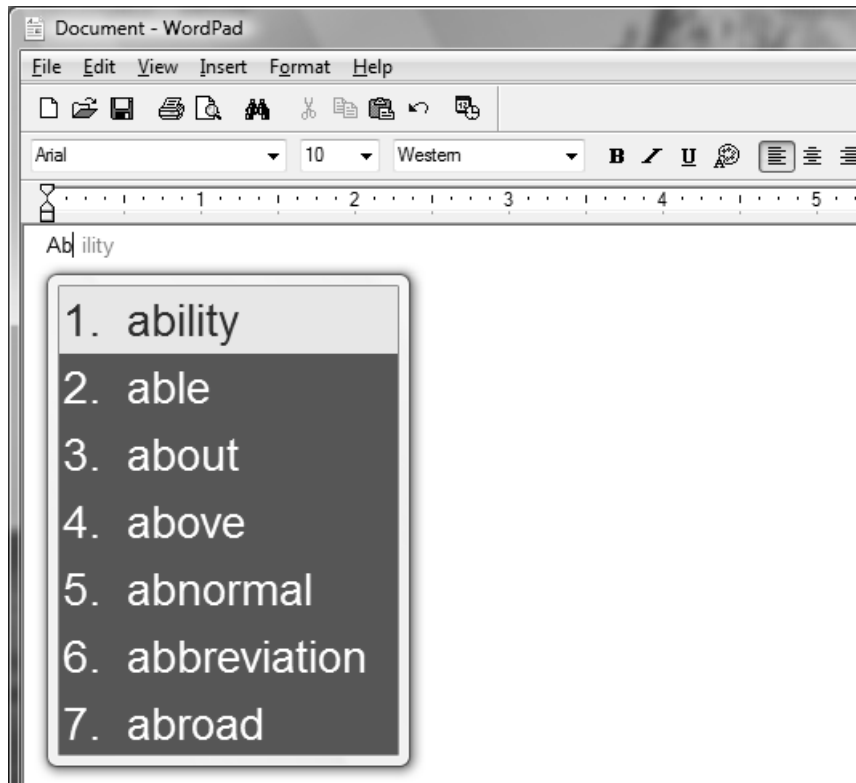 Document - WordPad
File Edit View Insert Format Help
Arial 10 Western B I U
1 2 3 4 5
Ab ility
1. ability
2. able
3. about
4. above
5. abnormal
6. abbreviation
7. abroad